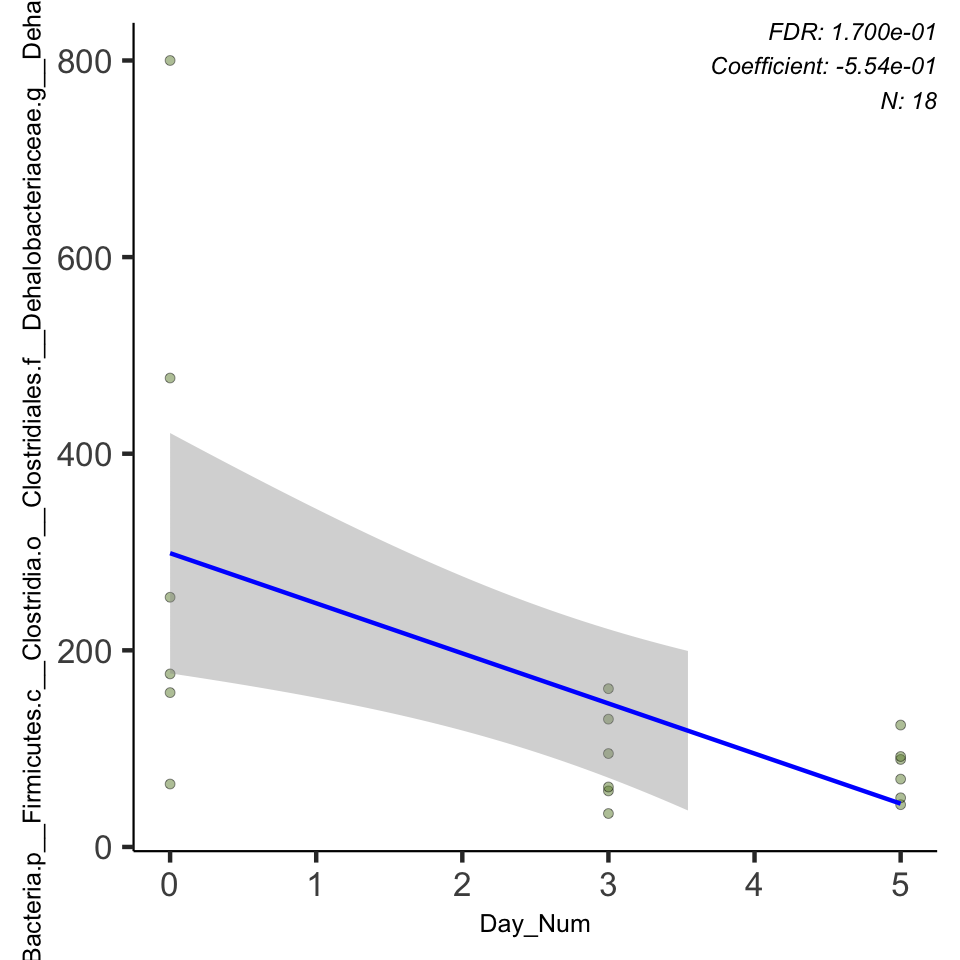 FDR: 1.700e-01
Coefficient: -5.54e-01
N: 18
Bacteria.p__Firmicutes.c__Clostridia.o__Clostridiales.f__Dehalobacteriaceae.g__Deha
800
600
400
200
0
0 1 2 3 4 5
Day_Num